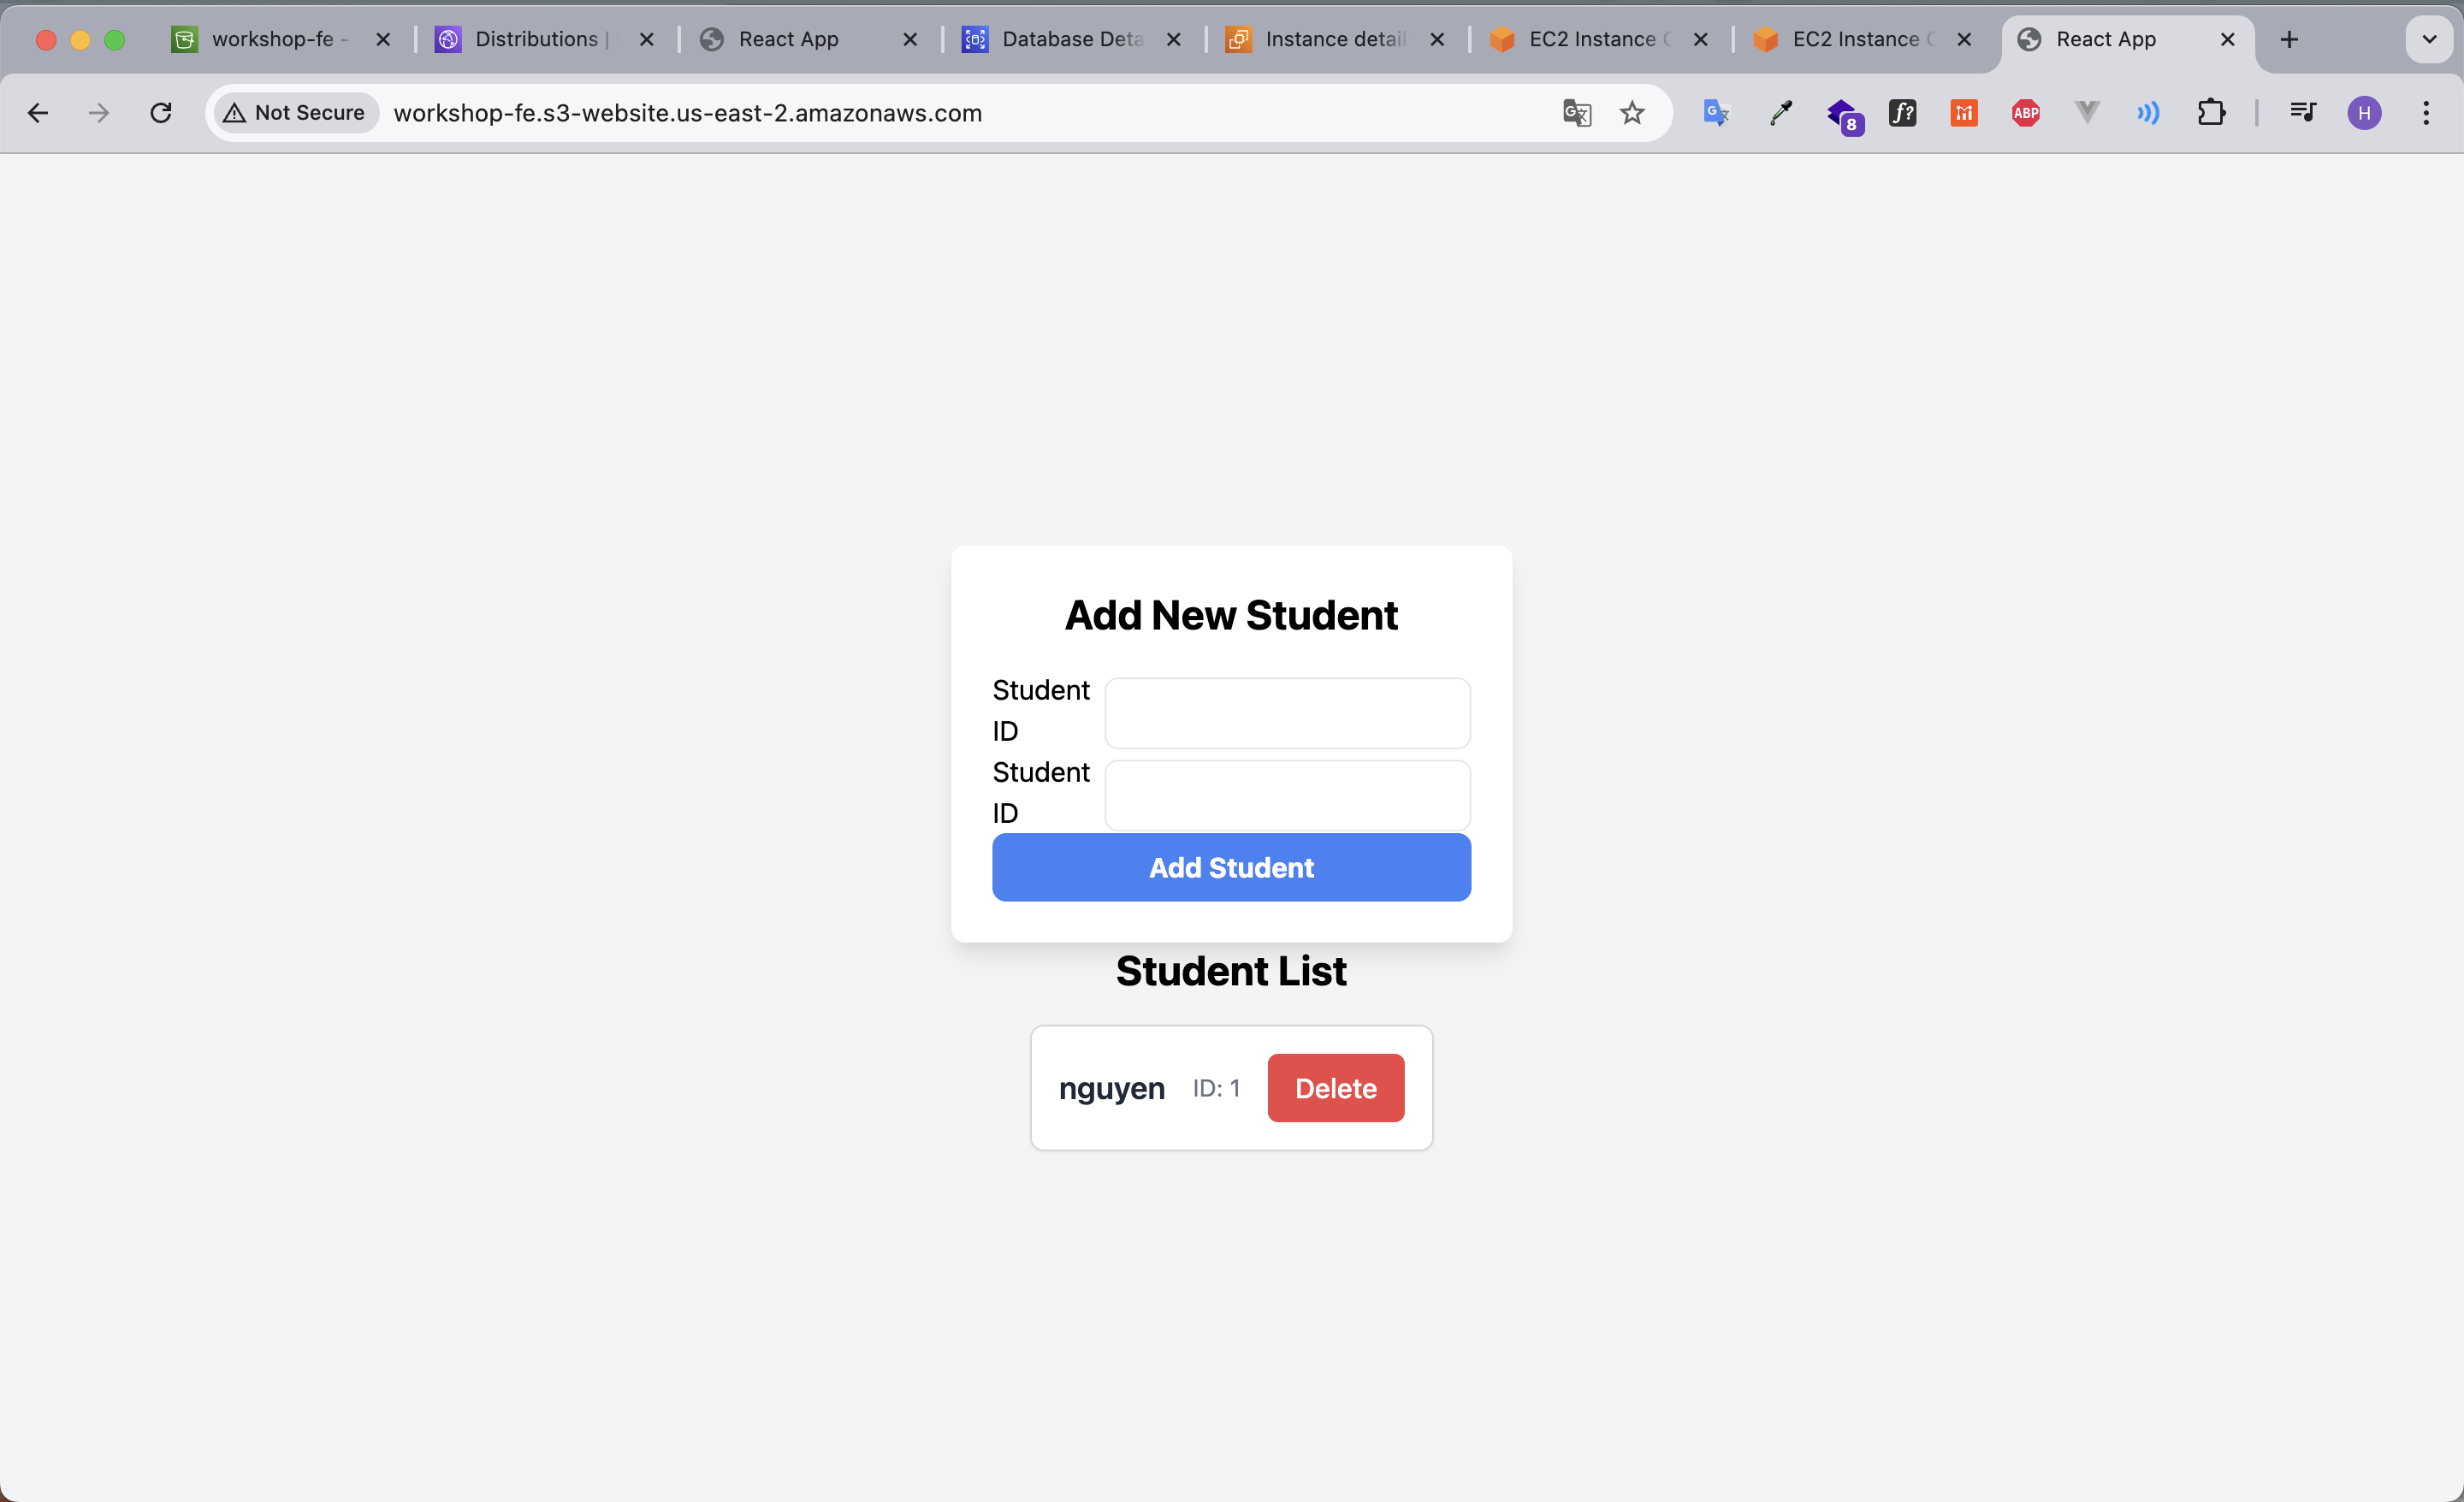 workshop-fe -
Distributions |
React App
Database Deta
Instance detail
EC2 Instance C
EC2 Instance C
React App
Not Secure
workshop-fe.s3-website.us-east-2.amazonaws.com
8
f?
ABP
H
Add New Student
Student
ID
Student
ID
Add Student
Student List
nguyen ID: 1 Delete